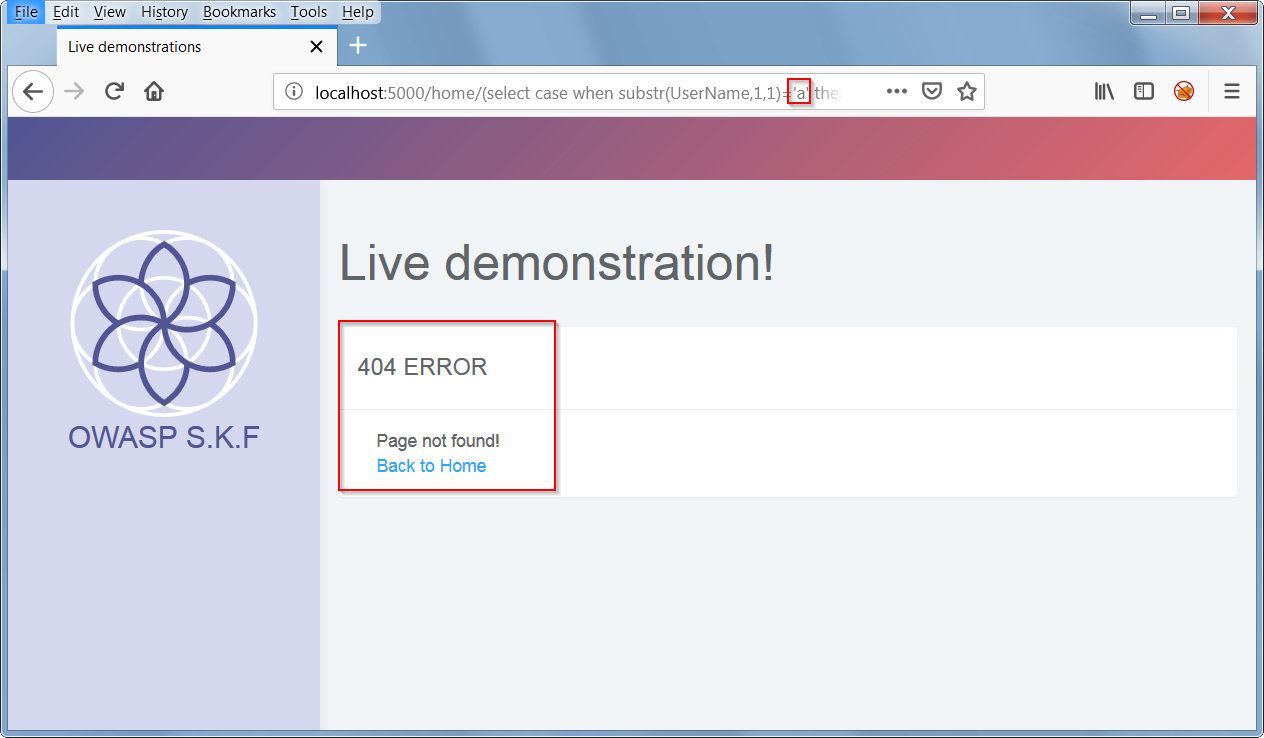 File Edit View History Bookmarks Tools Help
Live demonstrations
localhost:5000/home/(select case when substr(UserName,1,1)='a' the
Live demonstration!
404 ERROR
Page not found!
Back to Home
OWASP S.K.F